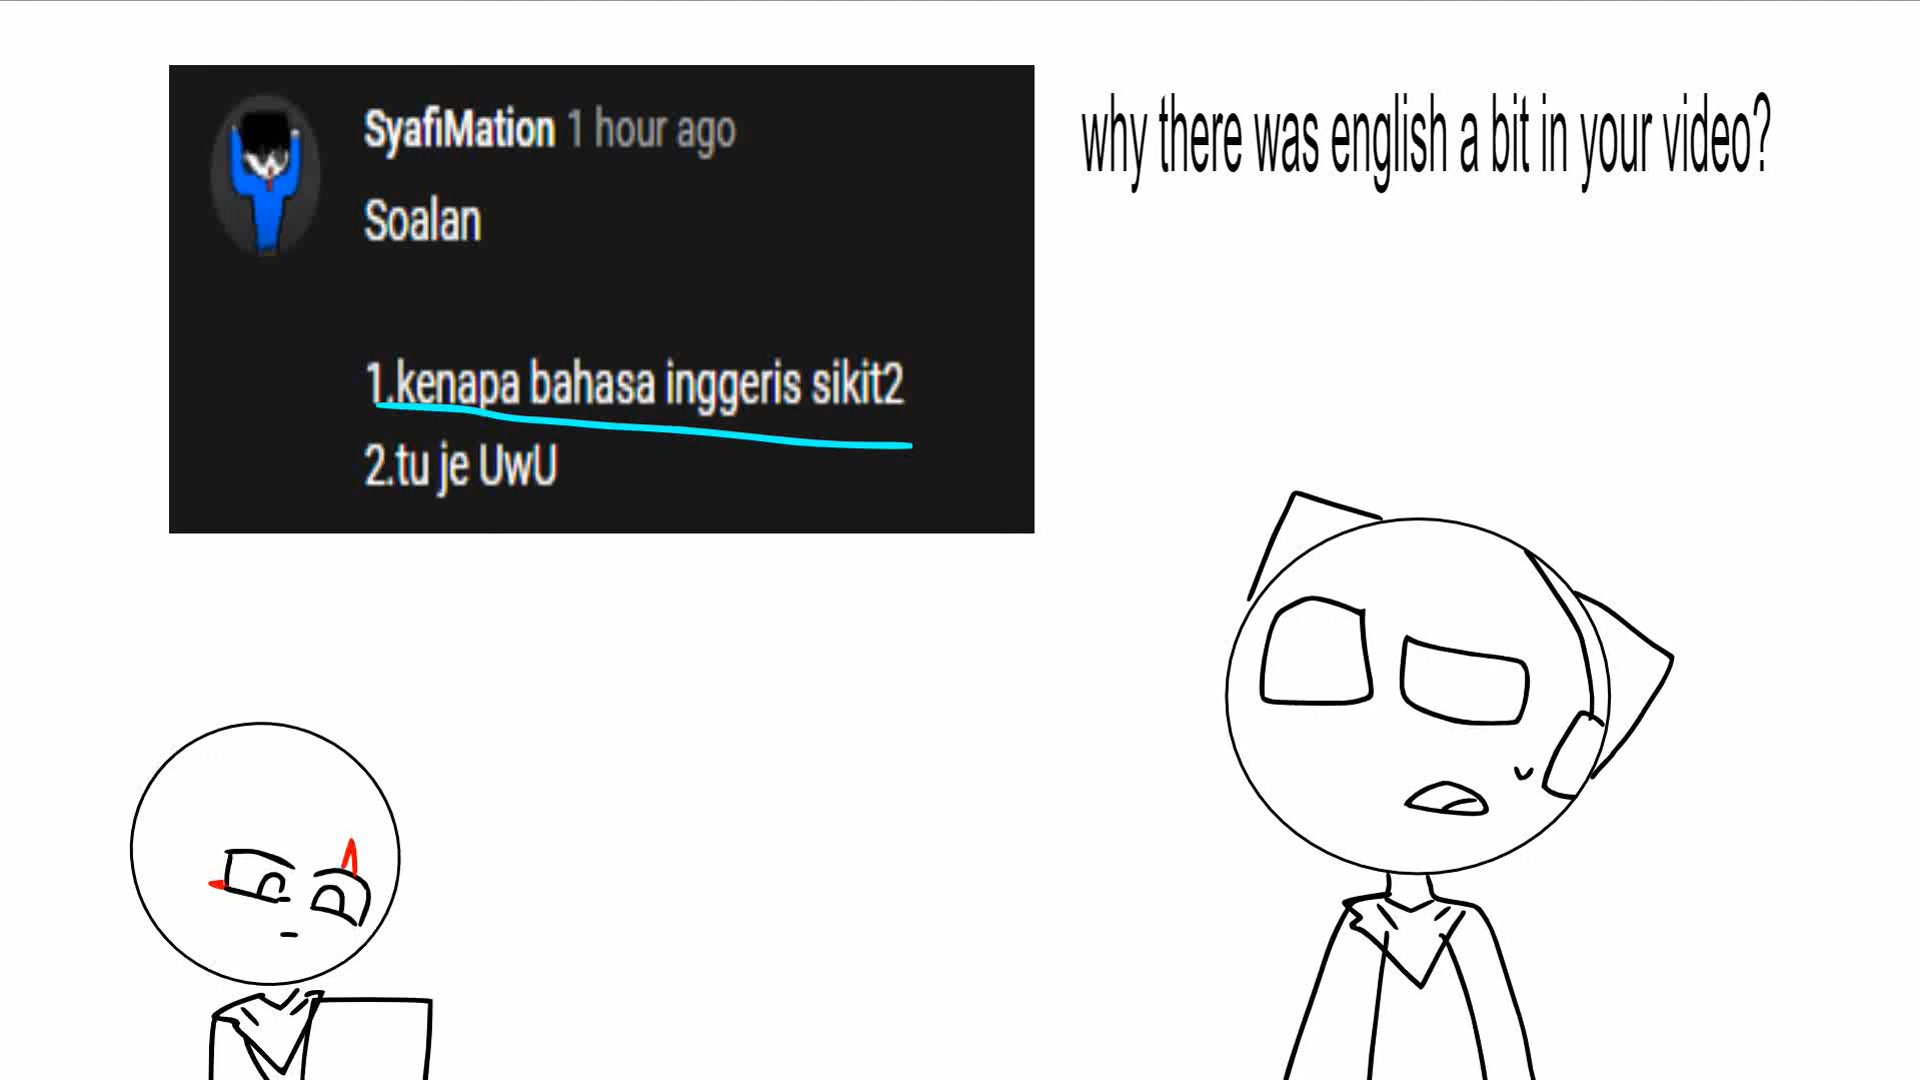 SyafiMation 1 hour ago
Soalan
1.kenapa bahasa inggeris sikit2
2.tu je UwU
why there was english a bit in your video?